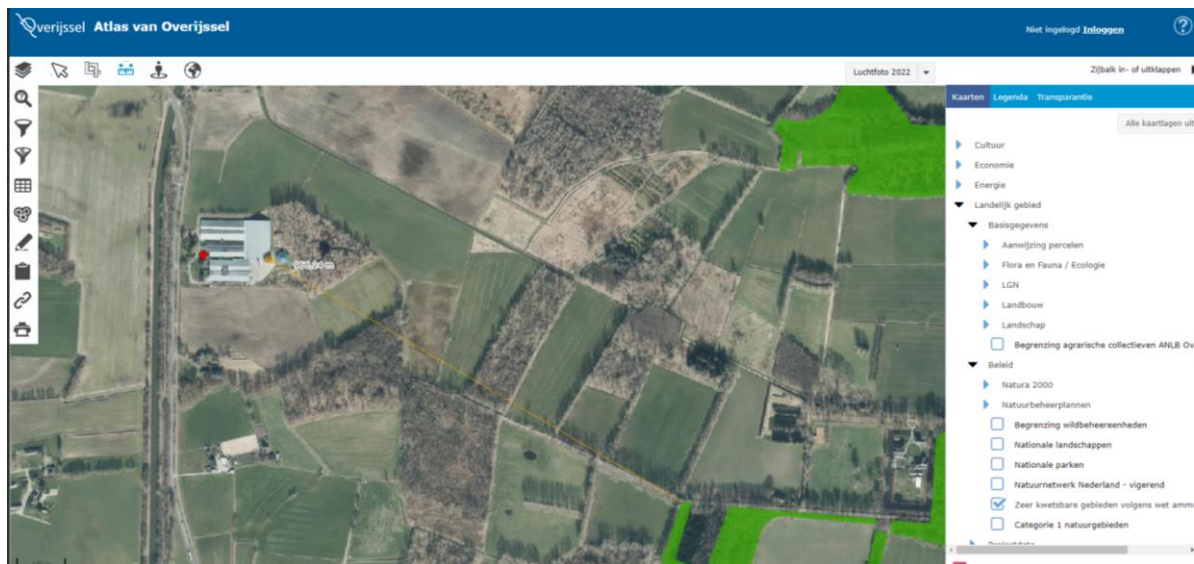 Overijssel Atlas van Overijssel
Niet ingelogd Inloggen
Luchtfoto 2022
Zijbalk in- of uitklappen
Kaarten Legenda Transparantie
Alle kaartlagen uit
Cultuur
Economie
Energie
Landelijk gebied
Basisgegevens
Aanwijzing percelen
Flora en Fauna / Ecologie
LGN
Landbouw
Landschap
Begrenzing agrarische collectieven ANLB Ov
Beleid
Natura 2000
Natuurbeheerplannen
Begrenzing wildbeheereenheden
Nationale landschappen
Nationale parken
Natuurnetwerk Nederland - vigerend
Zeer kwetsbare gebieden volgens wet amm
Categorie 1 natuurgebieden